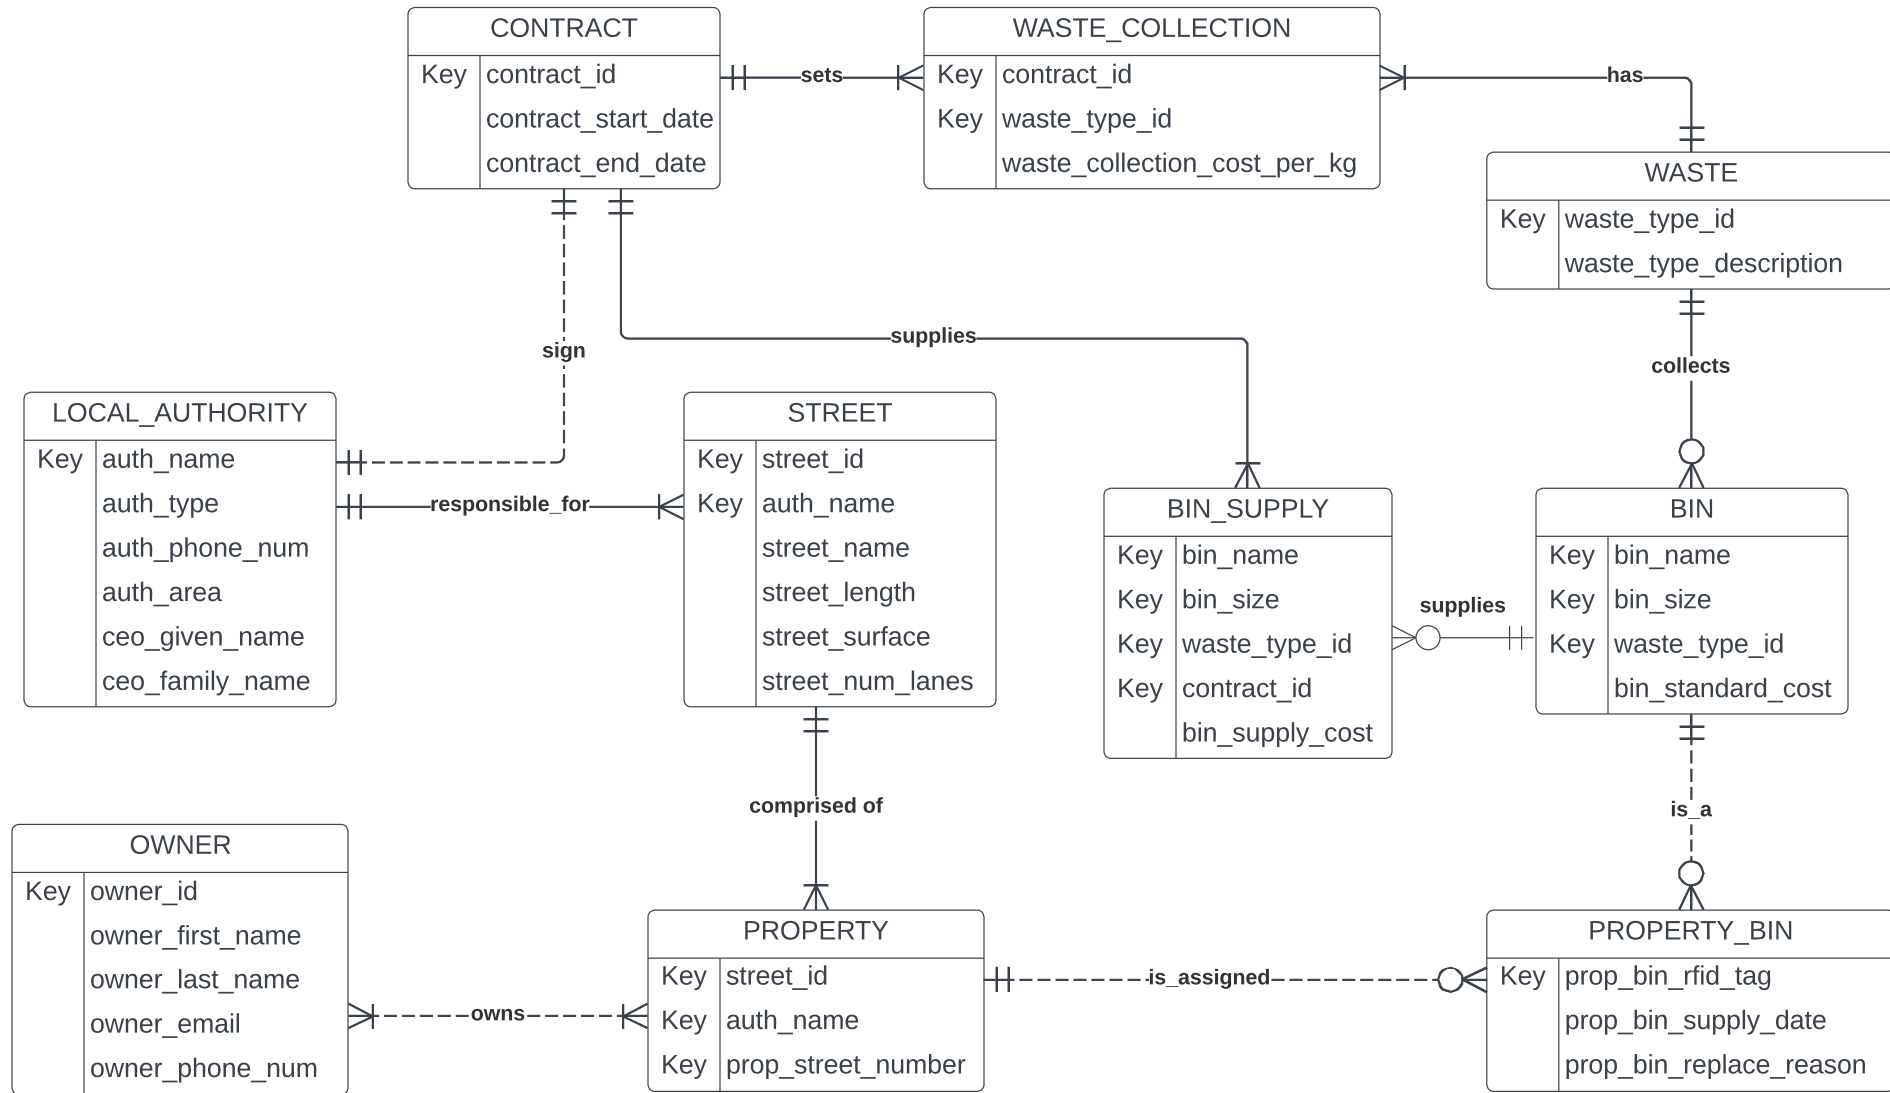 CONTRACT
Key contract_id
contract_start_date
contract_end_date
sets
WASTE_COLLECTION
Key contract_id
Key waste_type_id
waste_collection_cost_per_kg
has
WASTE
Key waste_type_id
waste_type_description
sign
supplies
collects
LOCAL_AUTHORITY
Key auth_name
auth_type
auth_phone_num
auth_area
ceo_given_name
ceo_family_name
responsible_for
STREET
Key street_id
Key auth_name
street_name
street_length
street_surface
street_num_lanes
BIN_SUPPLY
Key bin_name
Key bin_size
Key waste_type_id
Key contract_id
bin_supply_cost
supplies
BIN
Key bin_name
Key bin_size
Key waste_type_id
bin_standard_cost
comprised of
is_a
OWNER
Key owner_id
owner_first_name
owner_last_name
owner_email
owner_phone_num
owns
PROPERTY
Key street_id
Key auth_name
Key prop_street_number
is_assigned
PROPERTY_BIN
Key prop_bin_rfid_tag
prop_bin_supply_date
prop_bin_replace_reason